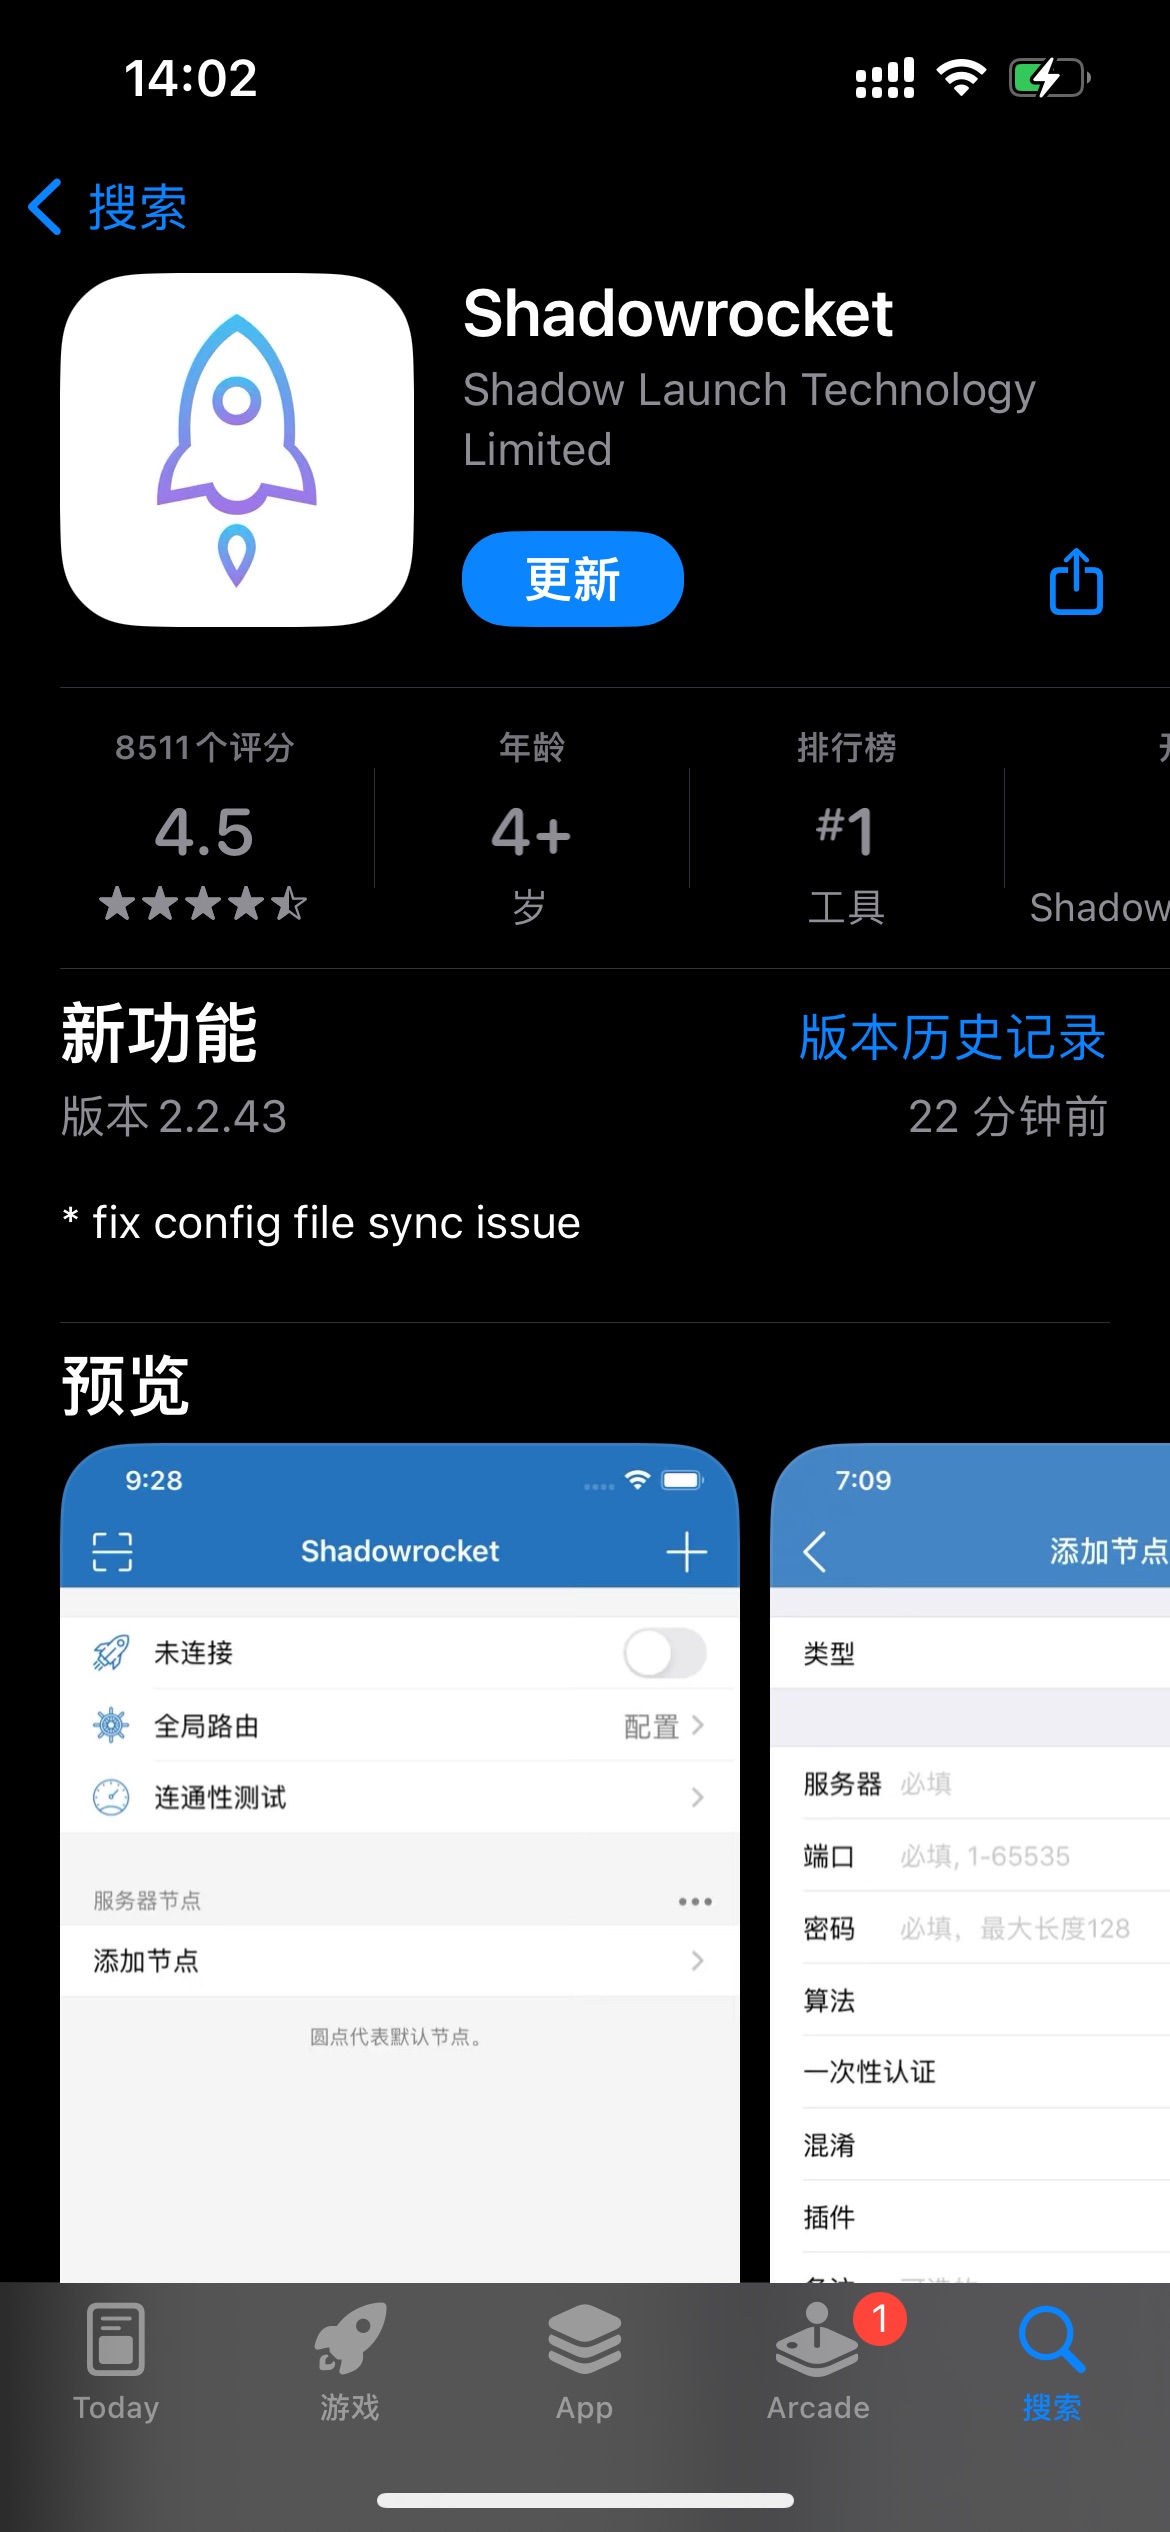 14:02
搜索
Shadowrocket
Shadow Launch Technology
Limited
更新
8511个评分
4.5
年龄
4+
岁
排行榜
#1
工具
Shadow
新功能
版本历史记录
版本 2.2.43
22 分钟前
* fix config file sync issue
预览
9:28
Shadowrocket
未连接
全局路由
配置
连通性测试
服务器节点
添加节点
圆点代表默认节点。
7:09
添加节点
类型
服务器 必填
端口 必填, 1-65535
密码 必填，最大长度128
算法
一次性认证
混淆
插件
Today
游戏
App
Arcade
1
搜索